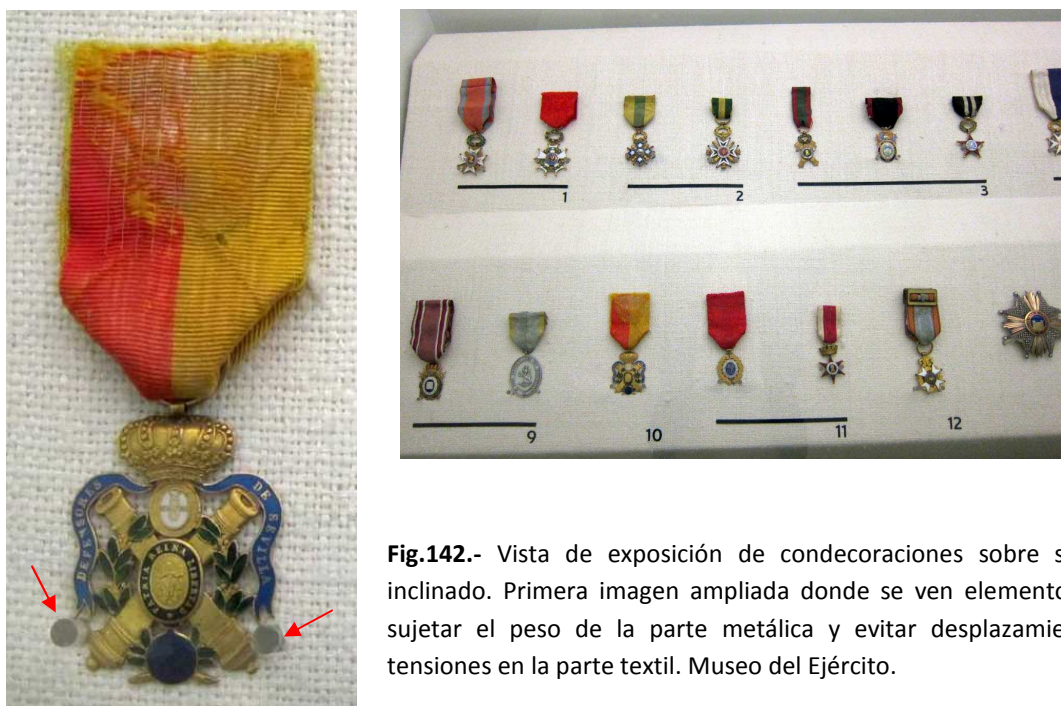 DEFENSORES DE SEVILLA
PATRIA REINA LIBERTAD
1 2 3
9 10 11 12
Fig.142.- Vista de exposición de condecoraciones sobre
inclinado. Primera imagen ampliada donde se ven
sujetar el peso de la parte metálica y evitar
tensiones en la parte textil. Museo del Ejército.